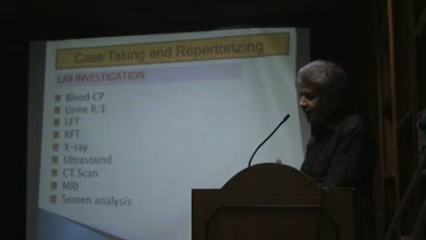 Case Taking and Repertorizing
LAB INVESTIGATION
Blood CP
Urine R/E
LFT
RFT
X-ray
Ultrasound
CT Scan
MRI
Semen analysis